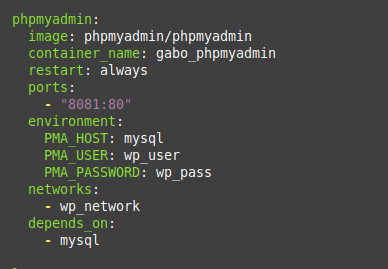 phpmyadmin:
  image: phpmyadmin/phpmyadmin
  container_name: gabo_phpmyadmin
  restart: always
  ports:
    - "8081:80"
  environment:
    PMA_HOST: mysql
    PMA_USER: wp_user
    PMA_PASSWORD: wp_pass
  networks:
    - wp_network
  depends_on:
    - mysql